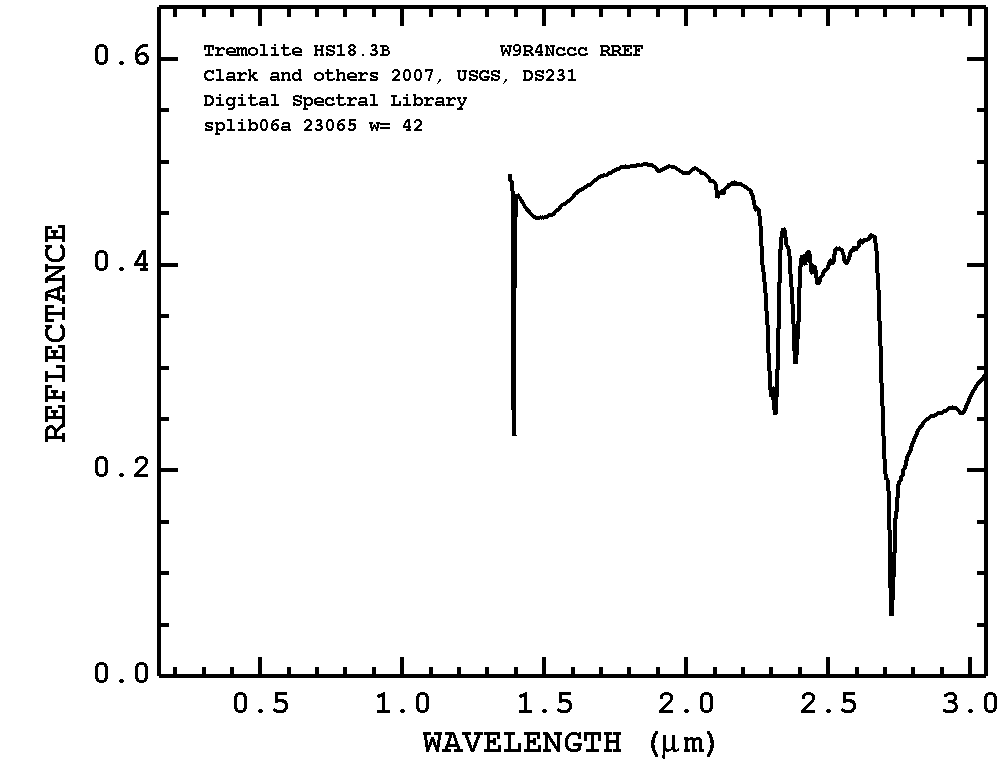 Tremolite HS18.3B W9R4Nccc RREF
Clark and others 2007, USGS, DS231
Digital Spectral Library
splib06a 23065 w= 42
REFLECTANCE
0.6
0.4
0.2
0.0
0.5 1.0 1.5 2.0 2.5 3.0
WAVELENGTH (μm)